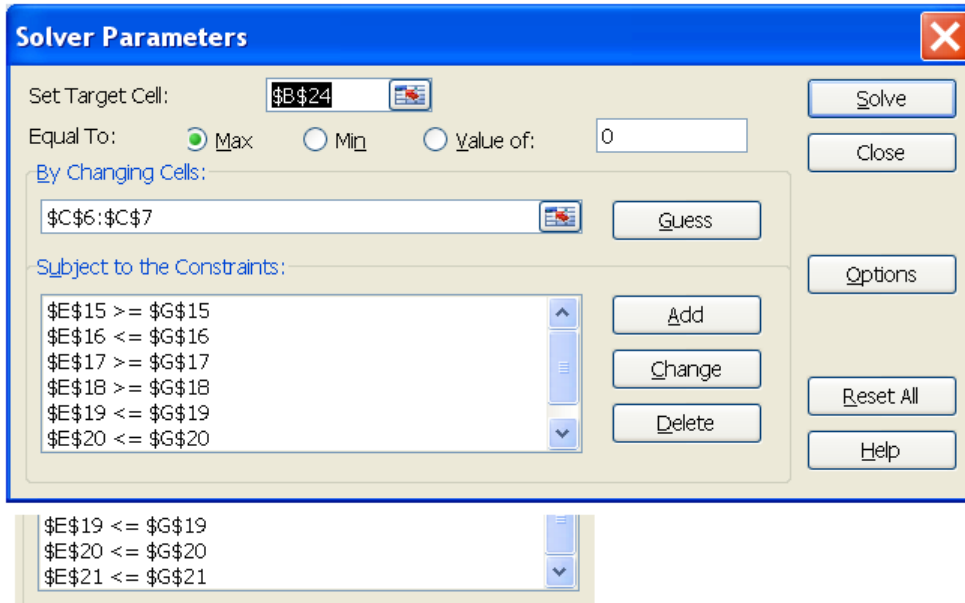 Solver Parameters
Set Target Cell: $B$24
Solve
Equal To: Max Min Value of: 0
Close
By Changing Cells:
$C$6:$C$7
Guess
Subject to the Constraints:
Options
$E$15 >= $G$15
Add
$E$16 <= $G$16
$E$17 >= $G$17
Change
$E$18 >= $G$18
Reset All
$E$19 <= $G$19
Delete
$E$20 <= $G$20
Help
$E$19 <= $G$19
$E$20 <= $G$20
$E$21 <= $G$21